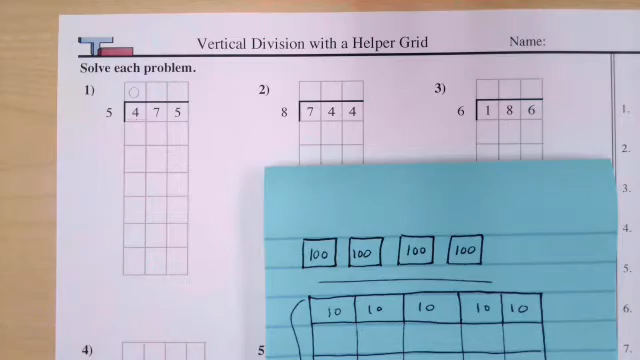 Vertical Division with a Helper Grid Name:
Solve each problem.
1) 2) 3)
0
5 4 7 5 8 7 4 4 6 1 8 6
1.
2.
3.
4.
5.
6.
7.
100 100 100 100
10 10 10 10 10
4) 5